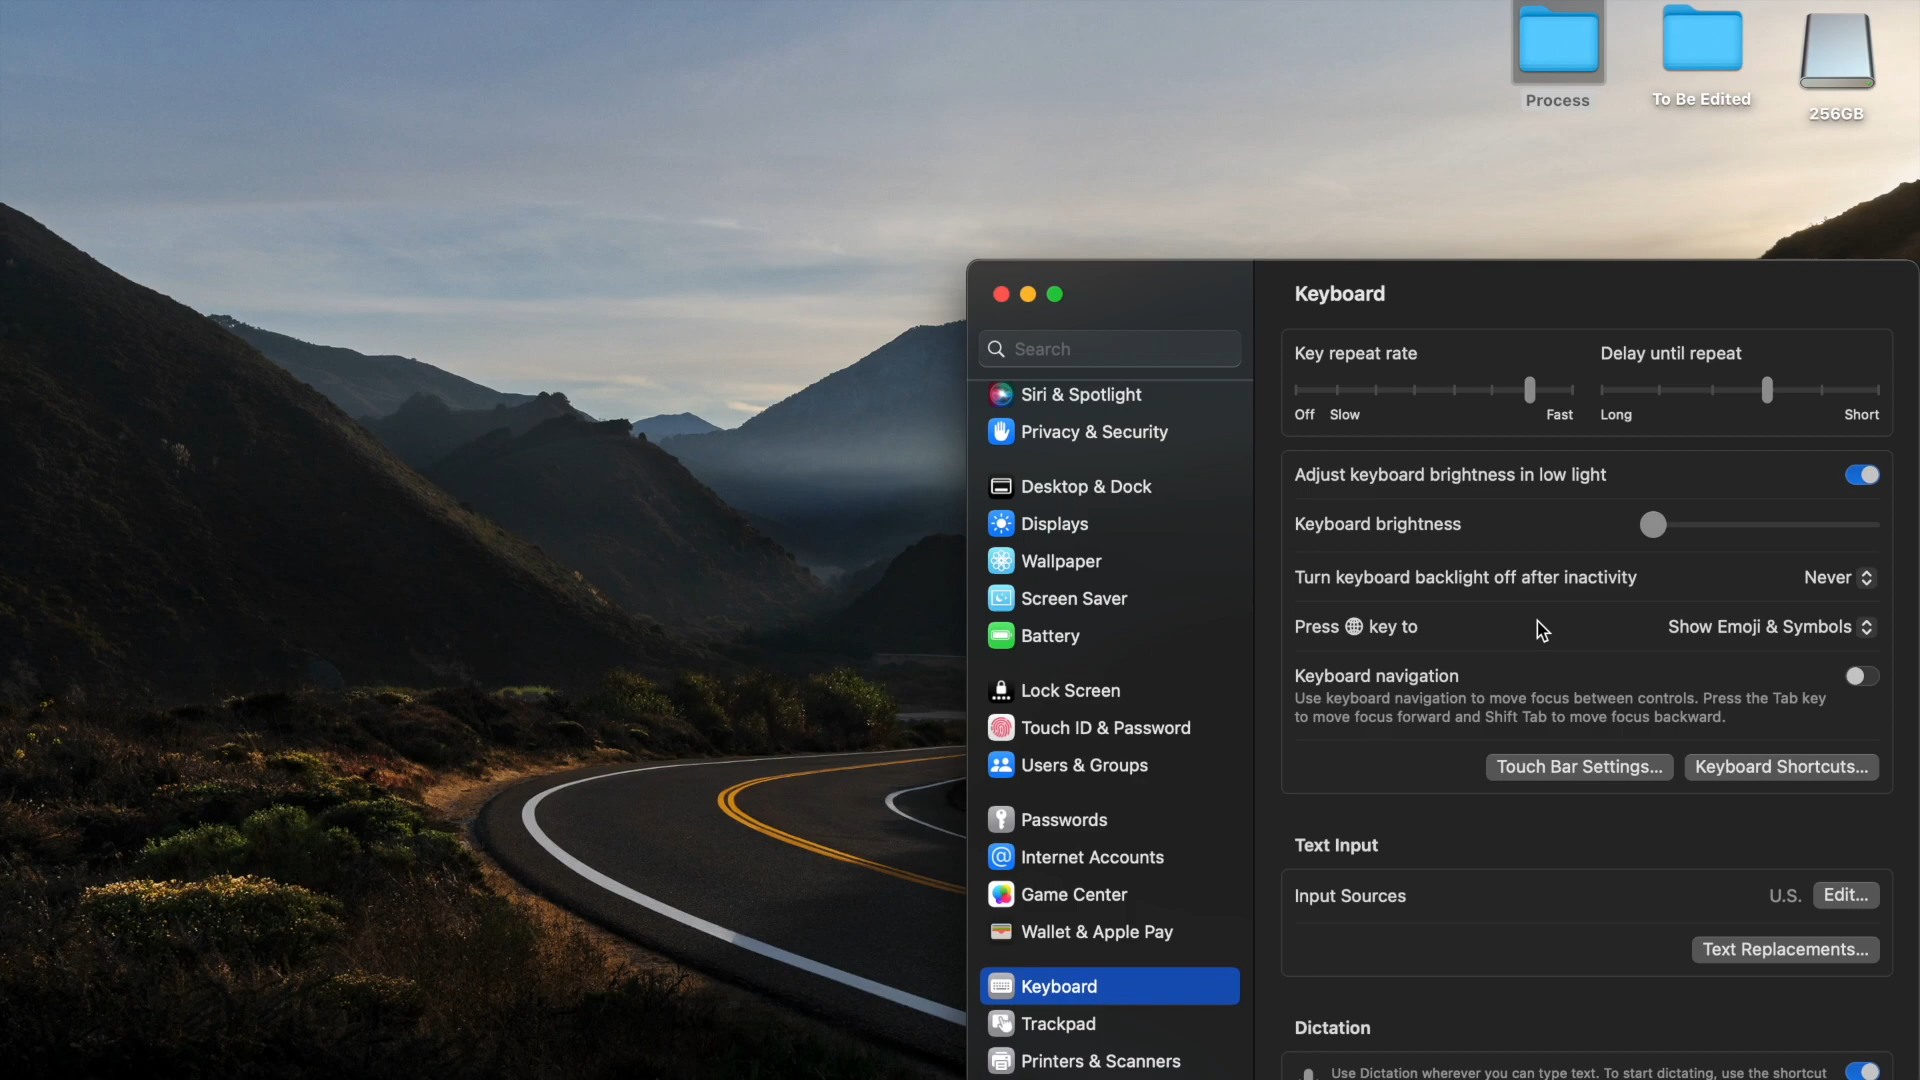 Process
To Be Edited
256GB
Search
Siri & Spotlight
Privacy & Security
Desktop & Dock
Displays
Wallpaper
Screen Saver
Battery
Lock Screen
Touch ID & Password
Users & Groups
Passwords
Internet Accounts
Game Center
Wallet & Apple Pay
Keyboard
Trackpad
Printers & Scanners
Keyboard
Key repeat rate
Delay until repeat
Off Slow Fast
Long Short
Adjust keyboard brightness in low light
Keyboard brightness
Turn keyboard backlight off after inactivity Never
Press key to Show Emoji & Symbols
Keyboard navigation
Use keyboard navigation to move focus between controls. Press the Tab key
to move focus forward and Shift Tab to move focus backward.
Touch Bar Settings... Keyboard Shortcuts...
Text Input
Input Sources U.S. Edit...
Text Replacements...
Dictation
Use Dictation wherever you can type text. To start dictating, use the shortcut